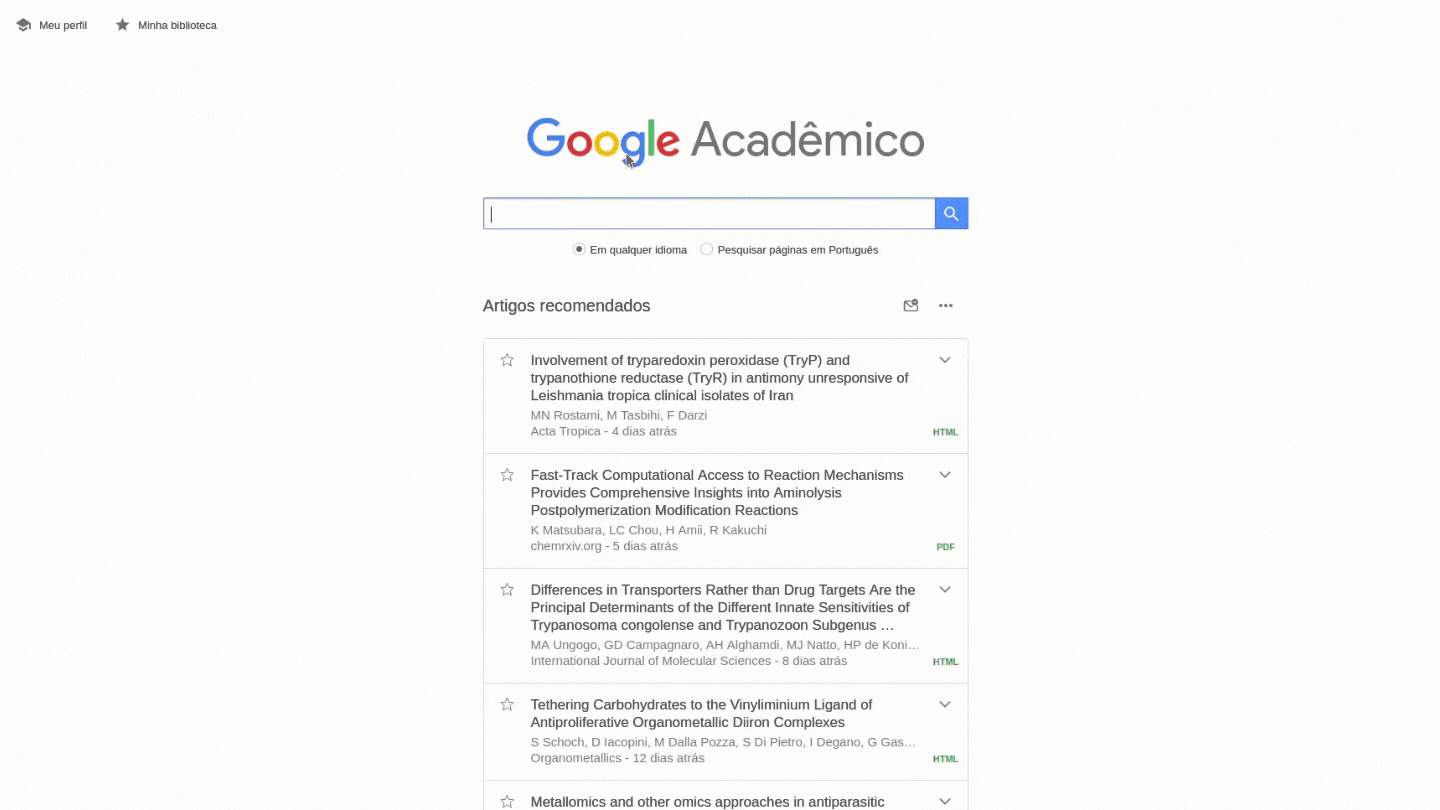 Meu perfil Minha biblioteca
Google Acadêmico
Em qualquer idioma Pesquisar páginas em Português
Artigos recomendados
Involvement of tryparedoxin peroxidase (TryP) and
trypanothione reductase (TryR) in antimony unresponsive of
Leishmania tropica clinical isolates of Iran
MN Rostami, M Tasbihi, F Darzi
Acta Tropica - 4 dias atrás
HTML
Fast-Track Computational Access to Reaction Mechanisms
Provides Comprehensive Insights into Aminolysis
Postpolymerization Modification Reactions
K Matsubara, LC Chou, H Amii, R Kakuchi
chemrxiv.org - 5 dias atrás
PDF
Differences in Transporters Rather than Drug Targets Are the
Principal Determinants of the Different Innate Sensitivities of
Trypanosoma congolense and Trypanozoon Subgenus …
MA Ungogo, GD Campagnaro, AH Alghamdi, MJ Natto, HP de Koni…
International Journal of Molecular Sciences - 8 dias atrás
HTML
Tethering Carbohydrates to the Vinyliminium Ligand of
Antiproliferative Organometallic Diiron Complexes
S Schoch, D Iacopini, M Dalla Pozza, S Di Pietro, I Degano, G Gas…
Organometallics - 12 dias atrás
HTML
Metallomics and other omics approaches in antiparasitic